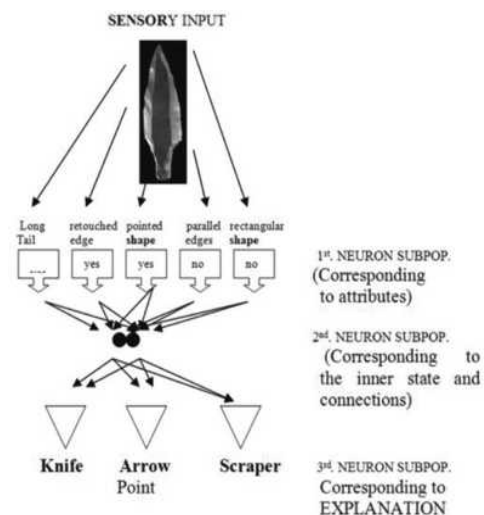 SENSORY INPUT
Long retouched pointed parallel rectangular
Tail edge shape edges shape
.... yes yes no no
1st. NEURON SUBPOP.
(Corresponding
to attributes)
2nd. NEURON SUBPOP.
(Corresponding to
the inner state and
connections)
Knife Arrow Scraper
Point
3rd. NEURON SUBPOP.
Corresponding to
EXPLANATION